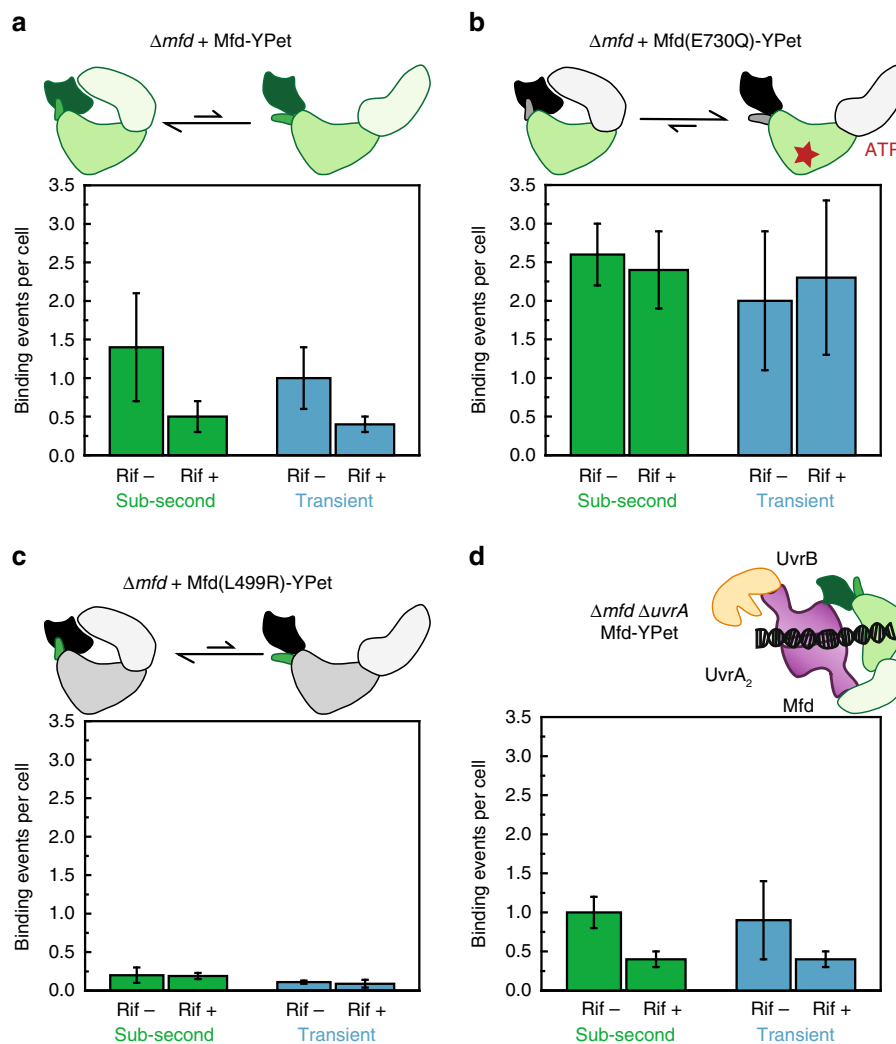 a
Δmfd + Mfd-YPet
Binding events per cell
3.5
3.0
2.5
2.0
1.5
1.0
0.5
0.0
Rif – Rif + Rif – Rif +
Sub-second Transient
b
Δmfd + Mfd(E730Q)-YPet
ATP
Binding events per cell
3.5
3.0
2.5
2.0
1.5
1.0
0.5
0.0
Rif – Rif + Rif – Rif +
Sub-second Transient
c
Δmfd + Mfd(L499R)-YPet
Binding events per cell
3.5
3.0
2.5
2.0
1.5
1.0
0.5
0.0
Rif – Rif + Rif – Rif +
Sub-second Transient
d
UvrB
Δmfd ΔuvrA
Mfd-YPet
UvrA₂
Mfd
Binding events per cell
3.5
3.0
2.5
2.0
1.5
1.0
0.5
0.0
Rif – Rif + Rif – Rif +
Sub-second Transient